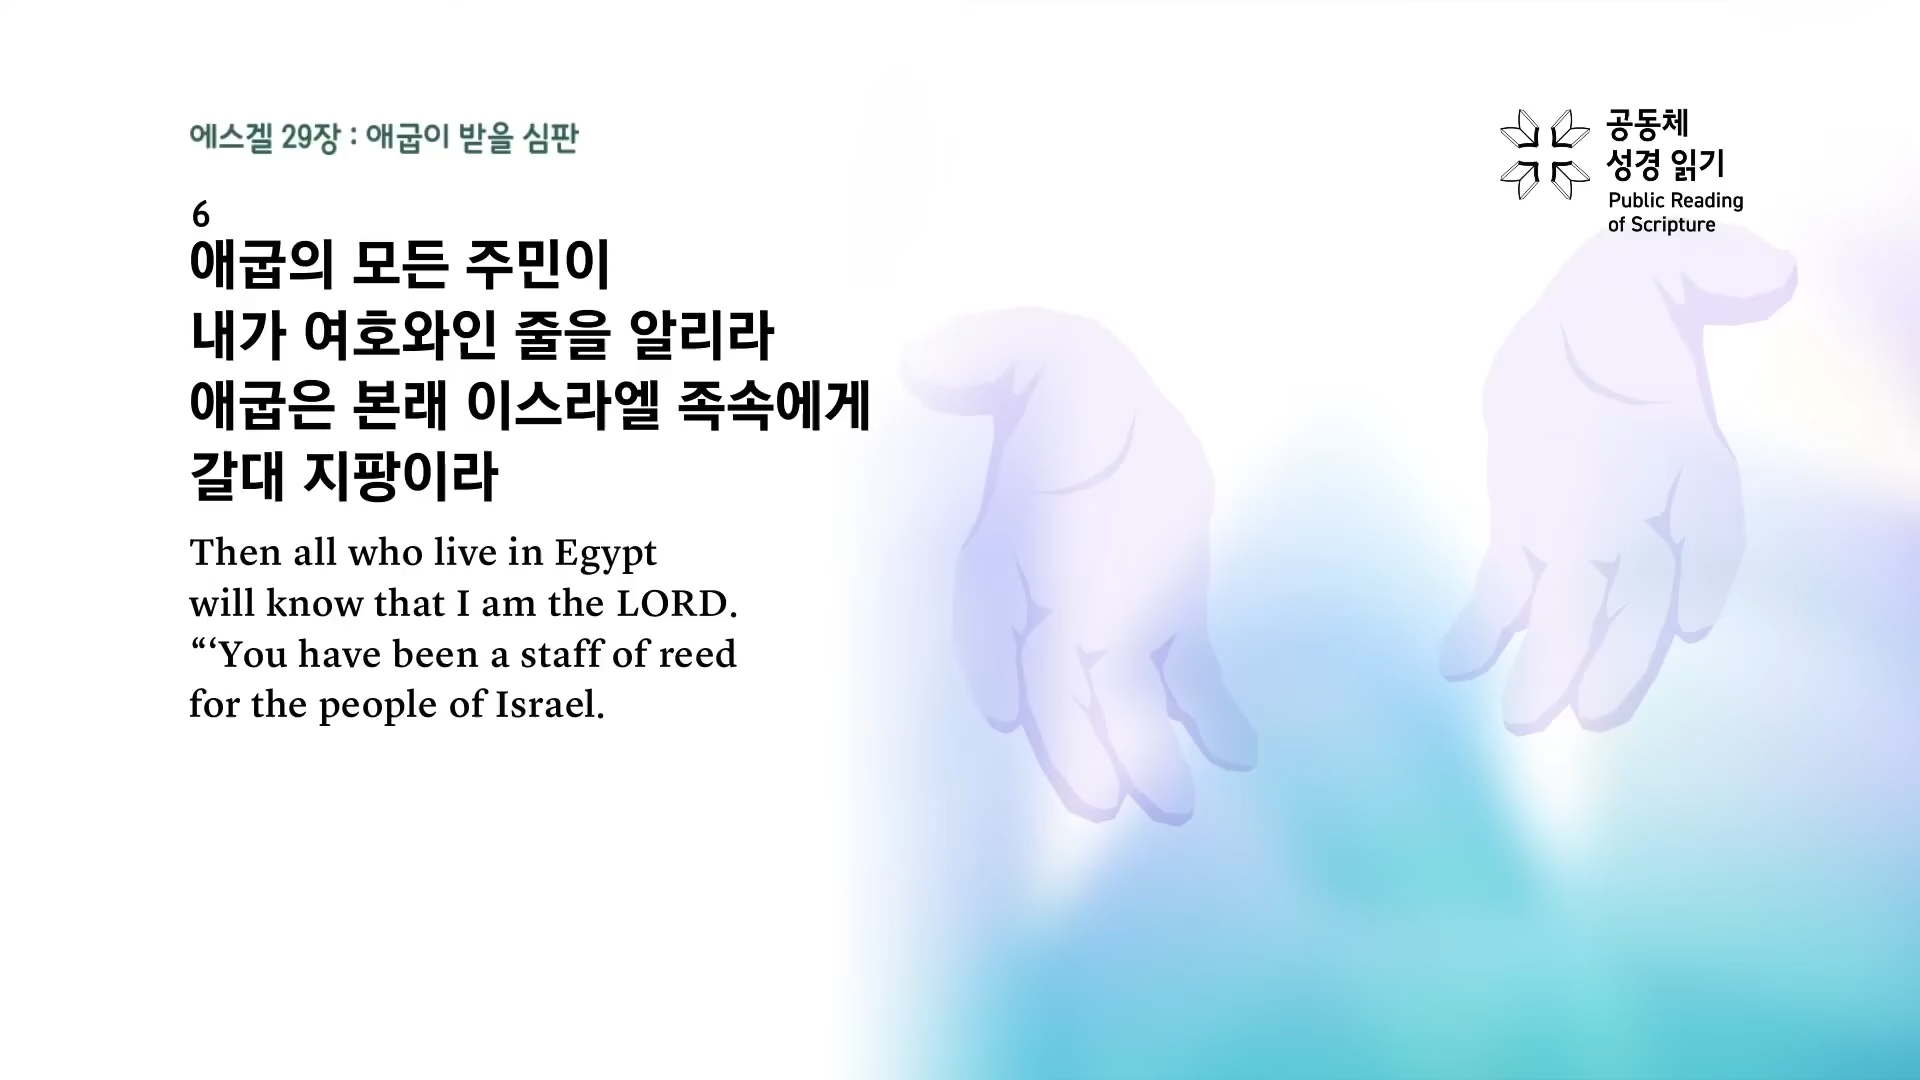 에스겔 29장 : 애굽이 받을 심판
공동체
성경 읽기
Public Reading
of Scripture
6
애굽의 모든 주민이
내가 여호와인 줄을 알리라
애굽은 본래 이스라엘 족속에게
갈대 지팡이라
Then all who live in Egypt
will know that I am the LORD.
“‘You have been a staff of reed
for the people of Israel.